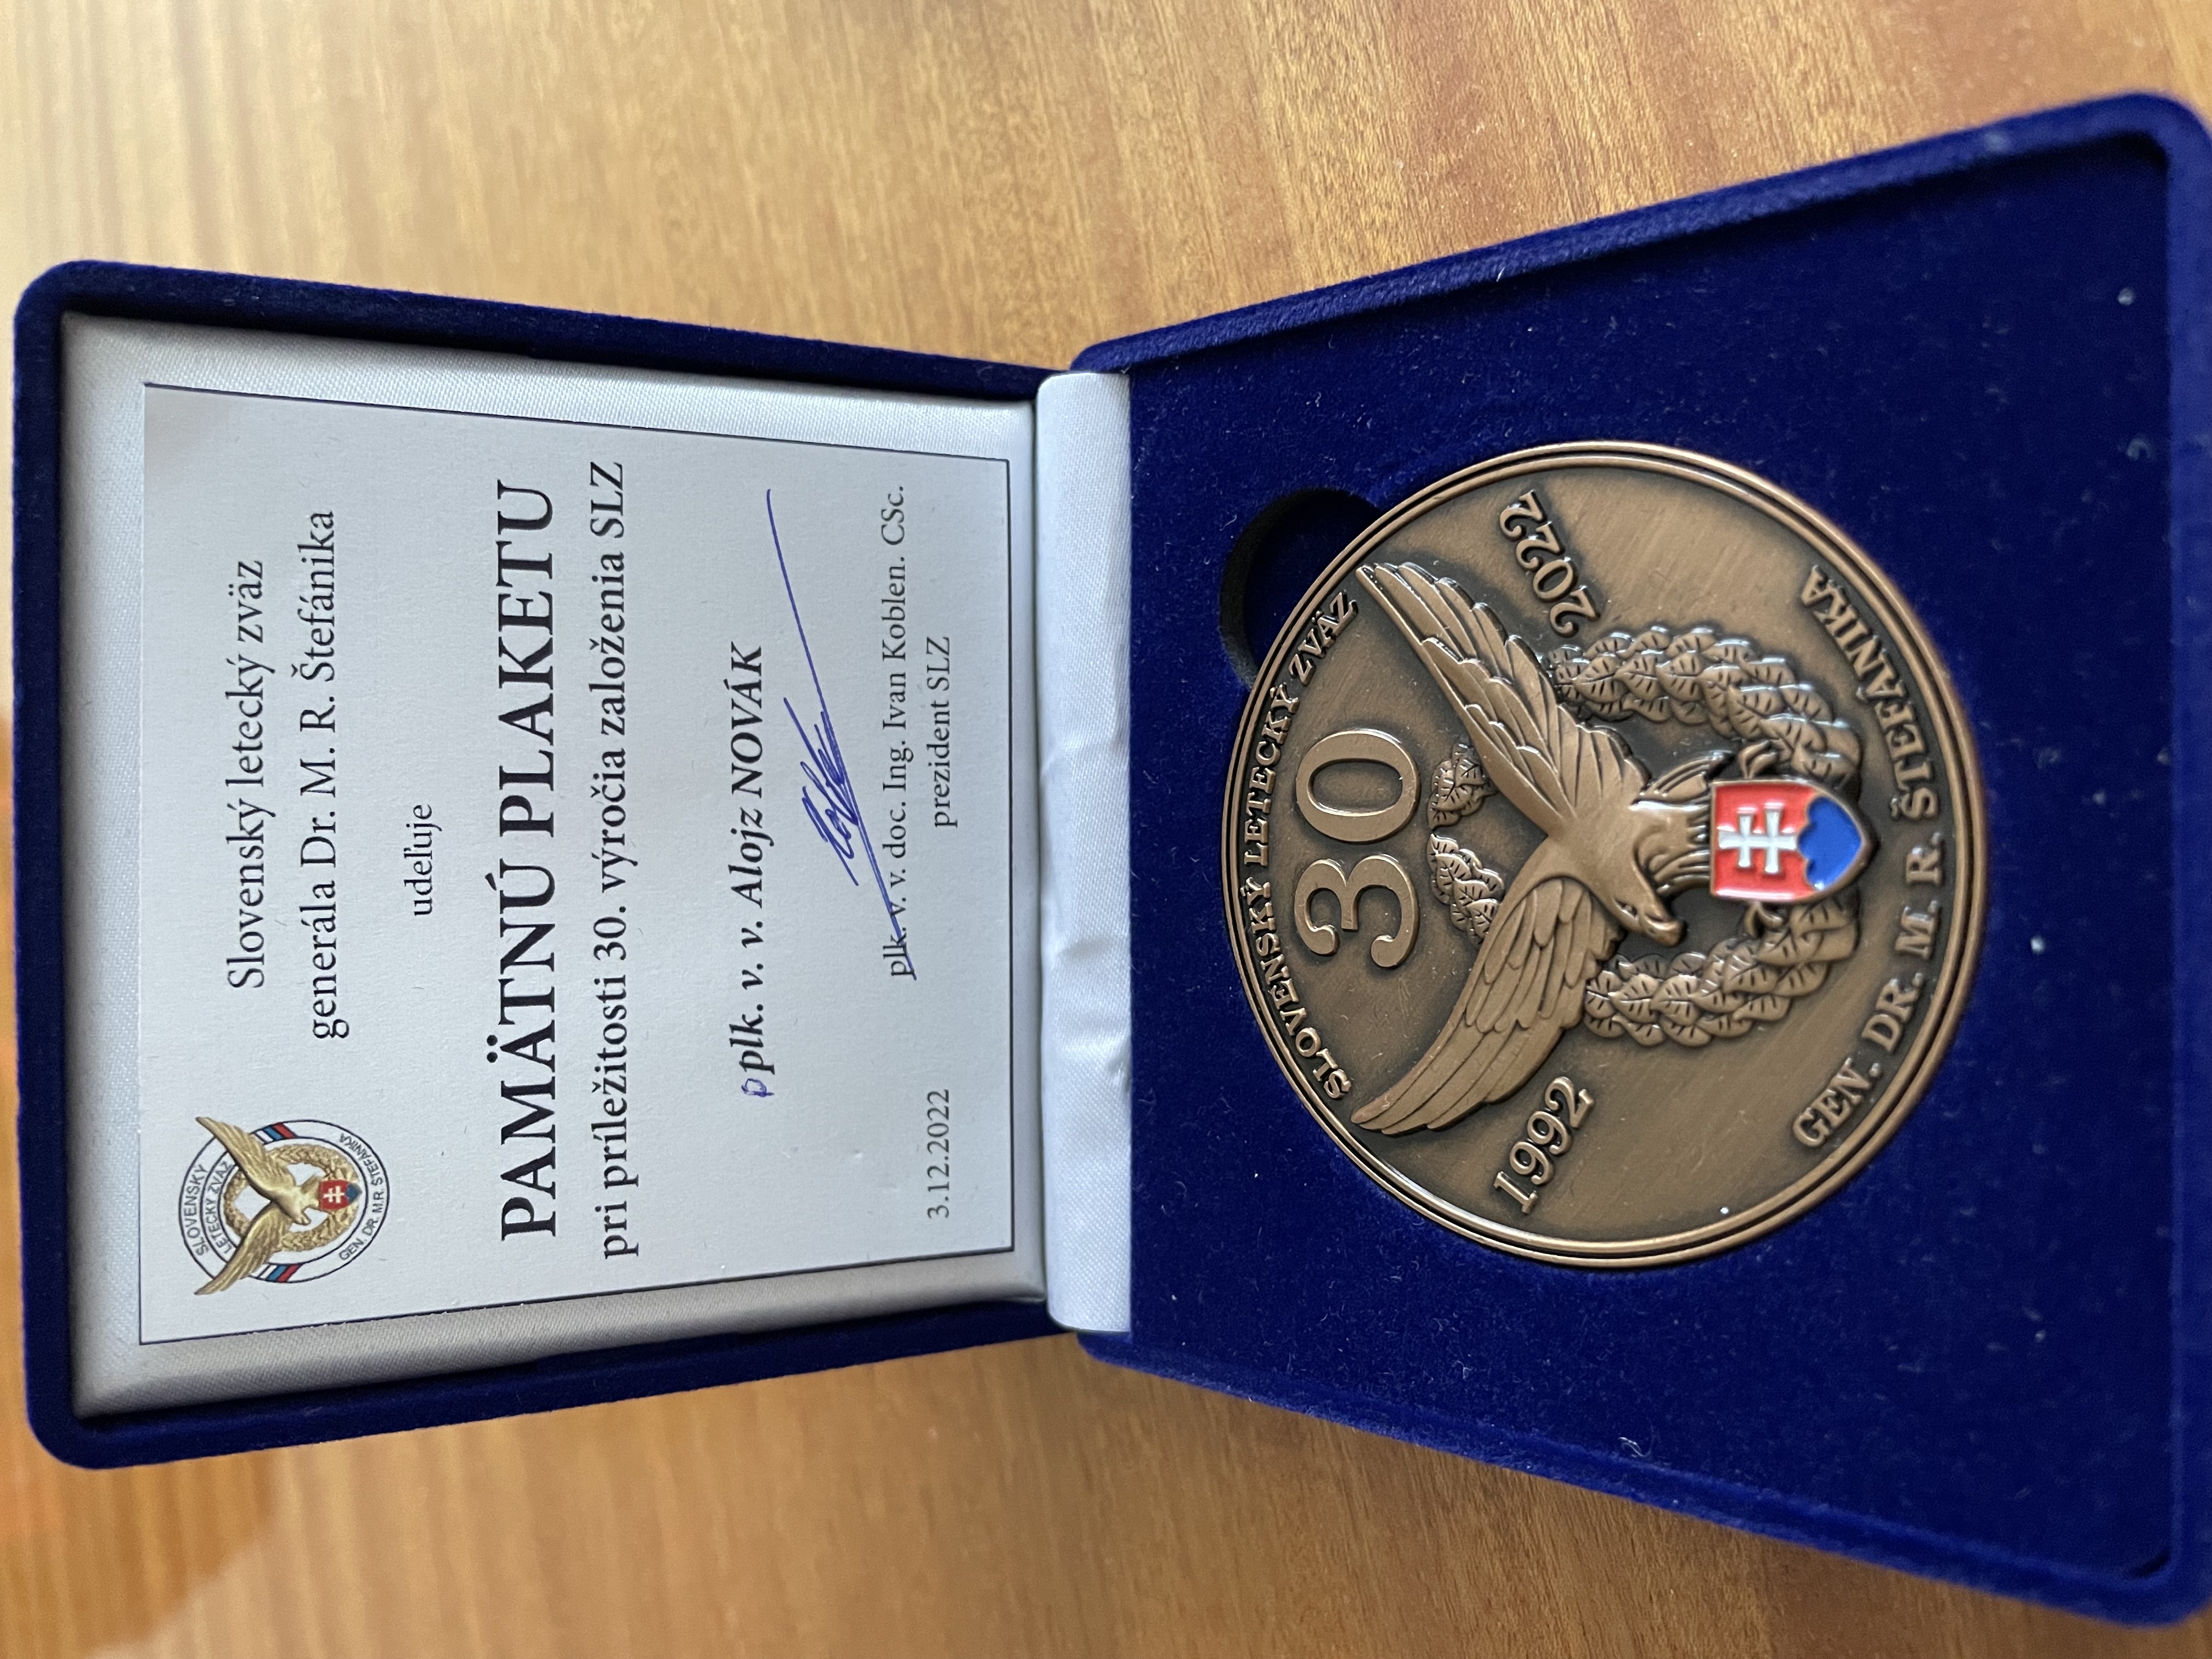 SLOVENSKÝ
LETECKÝ ZVÄZ
GEN. DR. M.R. ŠTEFÁNIKA
Slovenský letecký zväz
generála Dr. M. R. Štefánika
udeľuje
PAMÄTNÚ PLAKETU
pri príležitosti 30. výročia založenia SLZ
pplk. v. v. Alojz NOVÁK
plk. v. v. doc. Ing. Ivan Koblen. CSc.
3.12.2022
prezident SLZ
SLOVENSKÝ LETECKÝ ZVÄZ
30
1992
2022
GEN. DR. M. R. ŠTEFÁNIKA